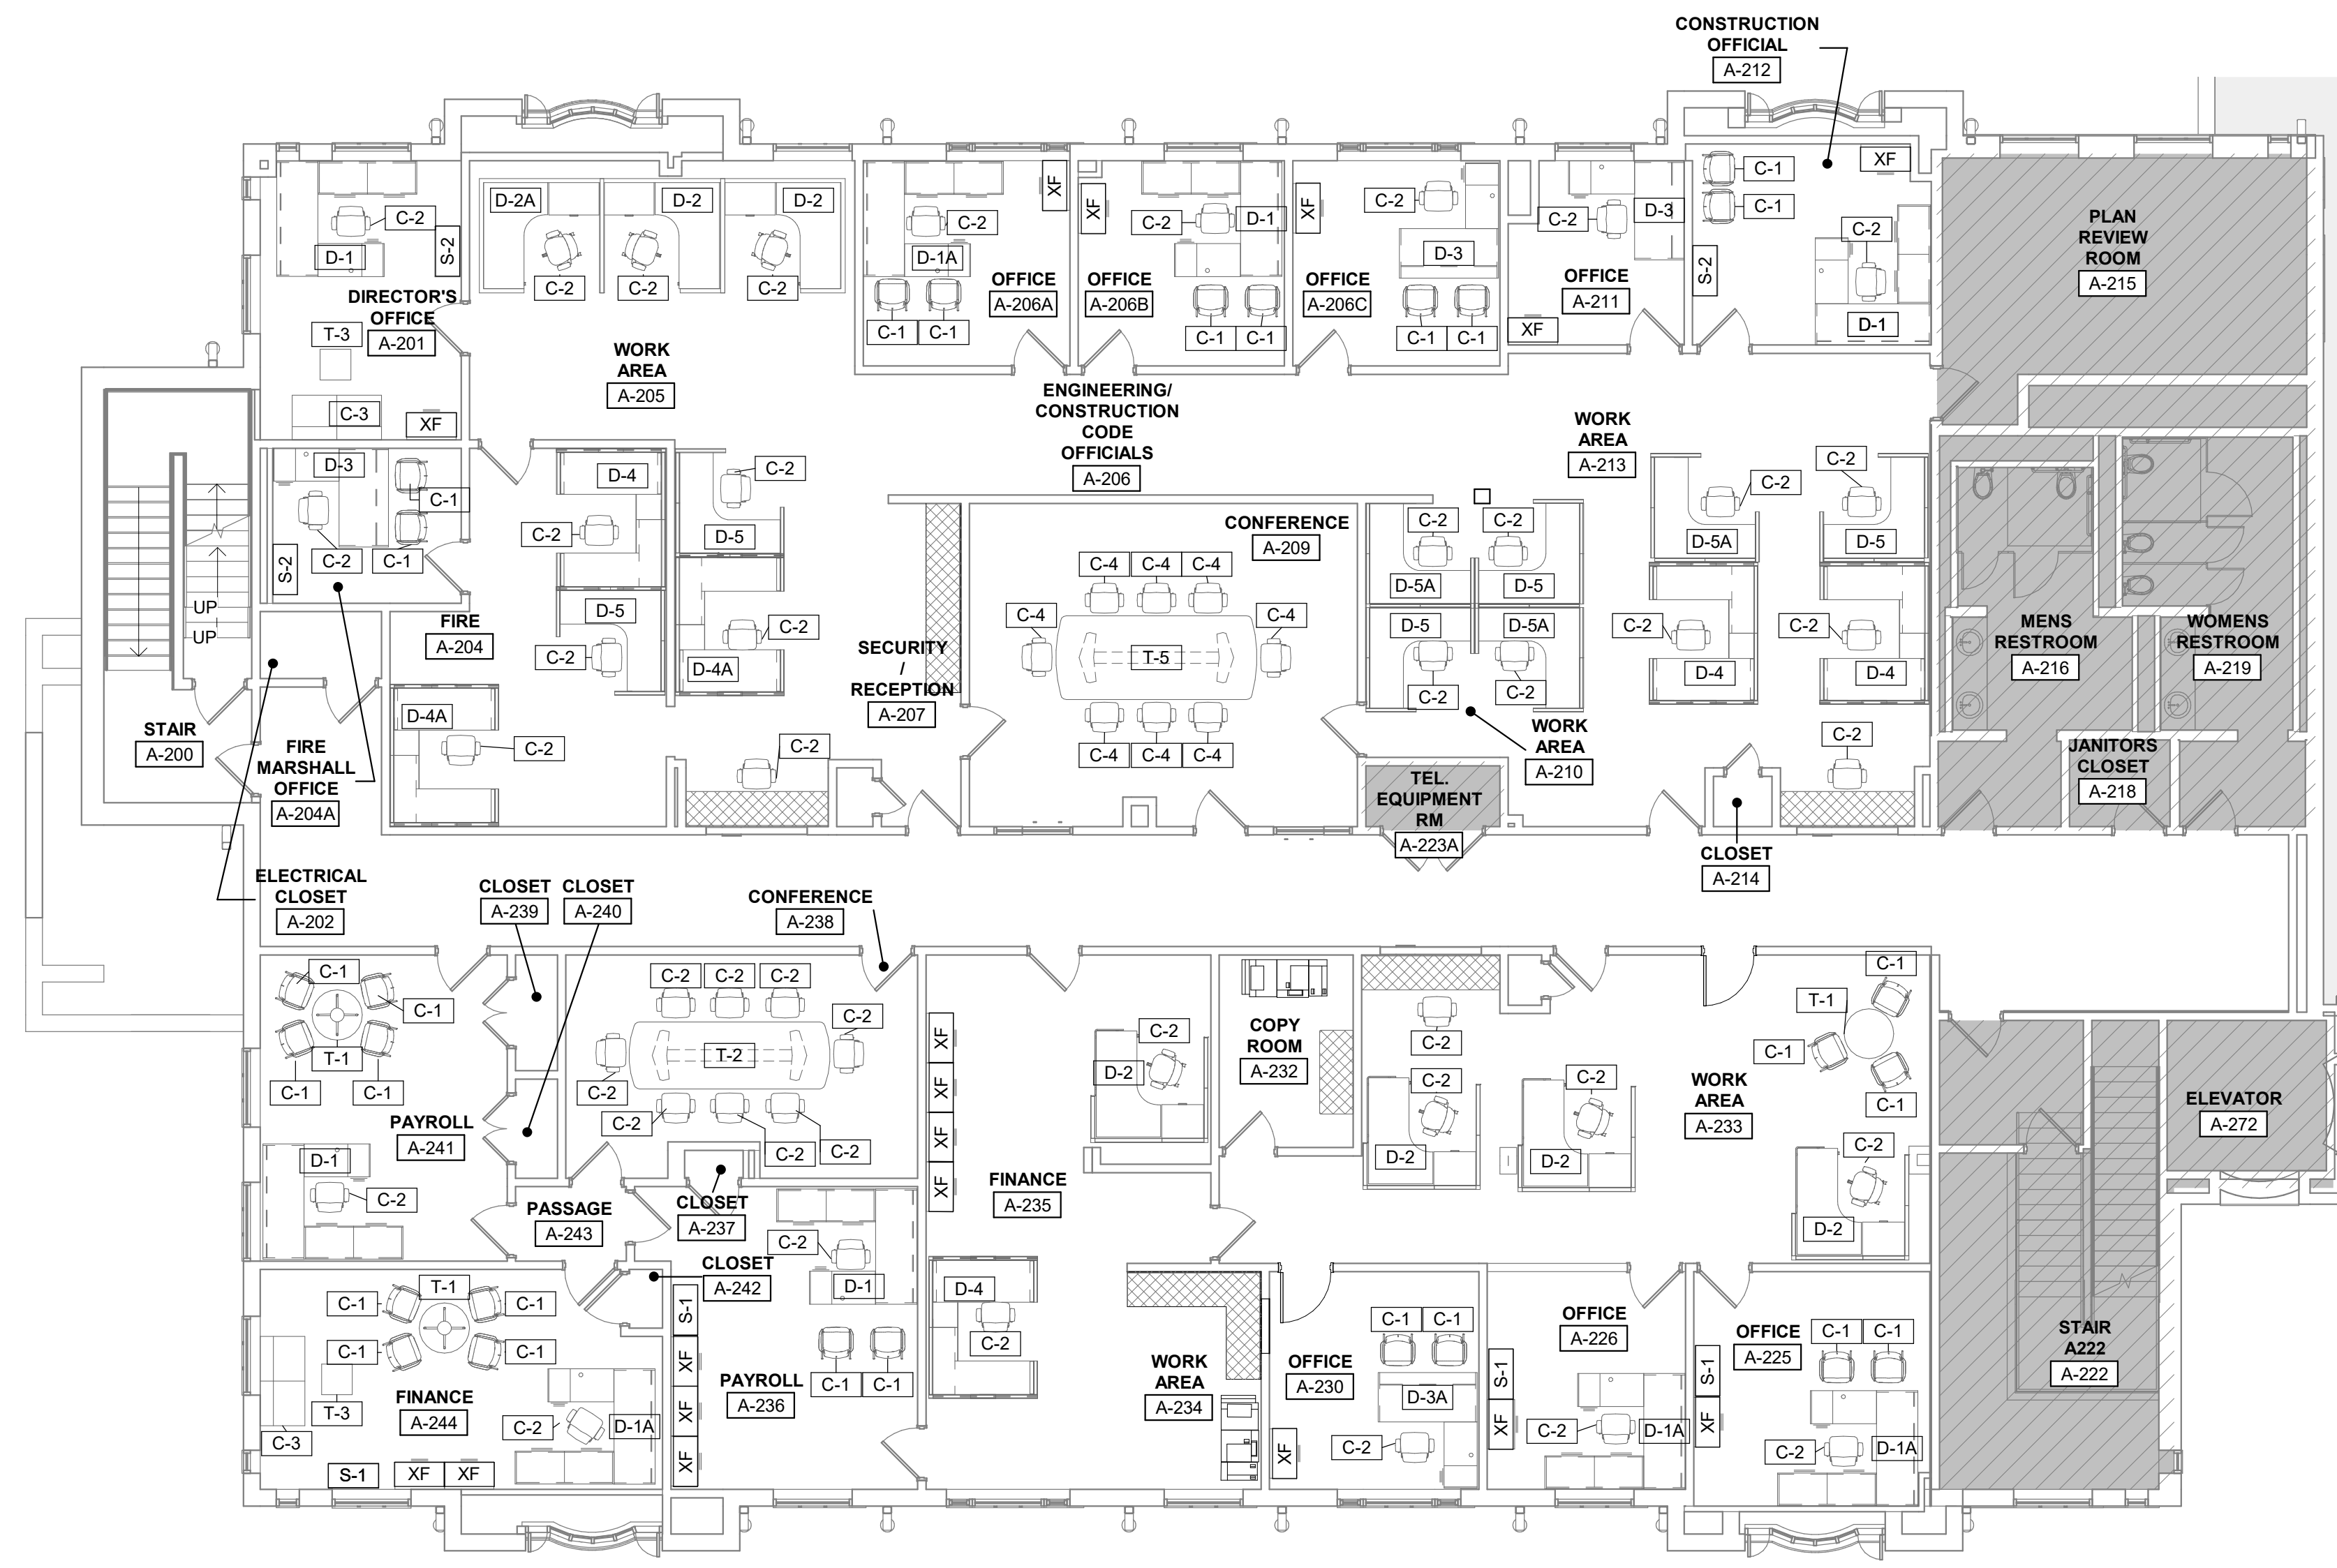 CONSTRUCTION
OFFICIAL
A-212
C-2
D-1
S-2
DIRECTOR'S
OFFICE
A-201
T-3
C-3
XF
D-2A
D-2
D-2
C-2
C-2
C-2
WORK
AREA
A-205
C-2
D-1A
XF
C-1
C-1
OFFICE
A-206A
XF
C-2
D-1
OFFICE
A-206B
C-1
C-1
XF
C-2
D-3
OFFICE
A-206C
C-1
C-1
C-2
D-3
OFFICE
A-211
XF
C-1
C-1
XF
S-2
C-2
D-1
PLAN
REVIEW
ROOM
A-215
ENGINEERING/
CONSTRUCTION
CODE
OFFICIALS
A-206
WORK
AREA
A-213
D-3
C-1
C-2
C-1
S-2
UP
UP
D-4
C-2
D-5
C-2
C-2
D-5
C-2
D-4A
FIRE
A-204
D-4A
C-2
C-2
SECURITY
/
RECEPTION
A-207
CONFERENCE
A-209
C-4
C-4
C-4
C-4
C-4
T-5
C-4
C-4
C-4
C-2
C-2
D-5A
D-5
D-5
D-5A
C-2
C-2
WORK
AREA
A-210
C-2
D-5A
C-2
D-5
C-2
D-4
C-2
D-4
C-2
MENS
RESTROOM
A-216
WOMENS
RESTROOM
A-219
JANITORS
CLOSET
A-218
STAIR
A-200
FIRE
MARSHALL
OFFICE
A-204A
TEL.
EQUIPMENT
RM
A-223A
CLOSET
A-214
ELECTRICAL
CLOSET
A-202
CLOSET
A-239
CLOSET
A-240
CONFERENCE
A-238
C-1
C-1
T-1
C-1
C-1
PAYROLL
A-241
D-1
C-2
C-2
C-2
C-2
C-2
T-2
C-2
C-2
C-2
C-2
PASSAGE
A-243
CLOSET
A-237
CLOSET
A-242
XF
XF
XF
XF
FINANCE
A-235
C-2
D-2
COPY
ROOM
A-232
C-2
C-2
D-2
C-2
D-2
WORK
AREA
A-233
C-1
T-1
C-1
C-1
C-2
D-2
ELEVATOR
A-272
T-1
C-1
C-1
C-1
C-1
T-3
C-3
FINANCE
A-244
S-1
XF
XF
C-2
D-1A
C-2
D-1
S-1
XF
XF
XF
C-1
C-1
PAYROLL
A-236
D-4
C-2
WORK
AREA
A-234
C-1
C-1
OFFICE
A-230
D-3A
C-2
XF
OFFICE
A-226
S-1
XF
C-2
D-1A
OFFICE
A-225
C-1
C-1
S-1
XF
C-2
D-1A
STAIR
A222
A-222